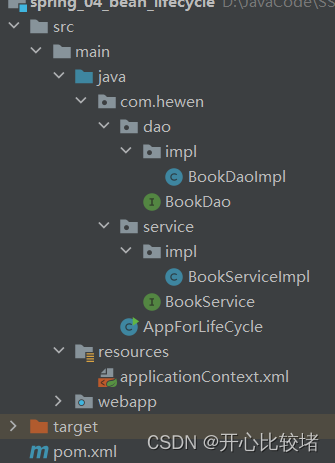 spring_04_bean_lifecycle D:\JavaCode\SS
src
main
java
com.hewen
dao
impl
C BookDaoImpl
I BookDao
service
impl
C BookServiceImpl
I BookService
C AppForLifeCycle
resources
applicationContext.xml
webapp
target
m pom.xml
CSDN @开心比较堵